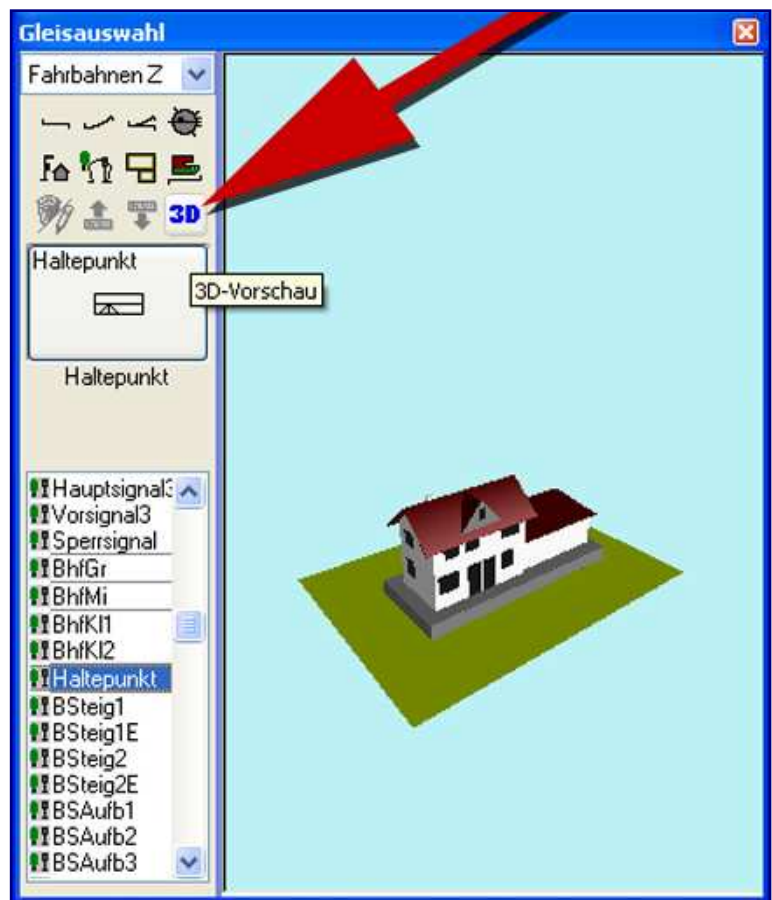 Gleisauswahl
Fahrbahnen Z
F
3D
Haltepunkt
3D-Vorschau
Haltepunkt
Hauptsignal3
Vorsignal3
Sperrsignal
BhfGr
BhfMi
BhfKl1
BhfKl2
Haltepunkt
BSteig1
BSteig1E
BSteig2
BSteig2E
BSAufb1
BSAufb2
BSAufb3